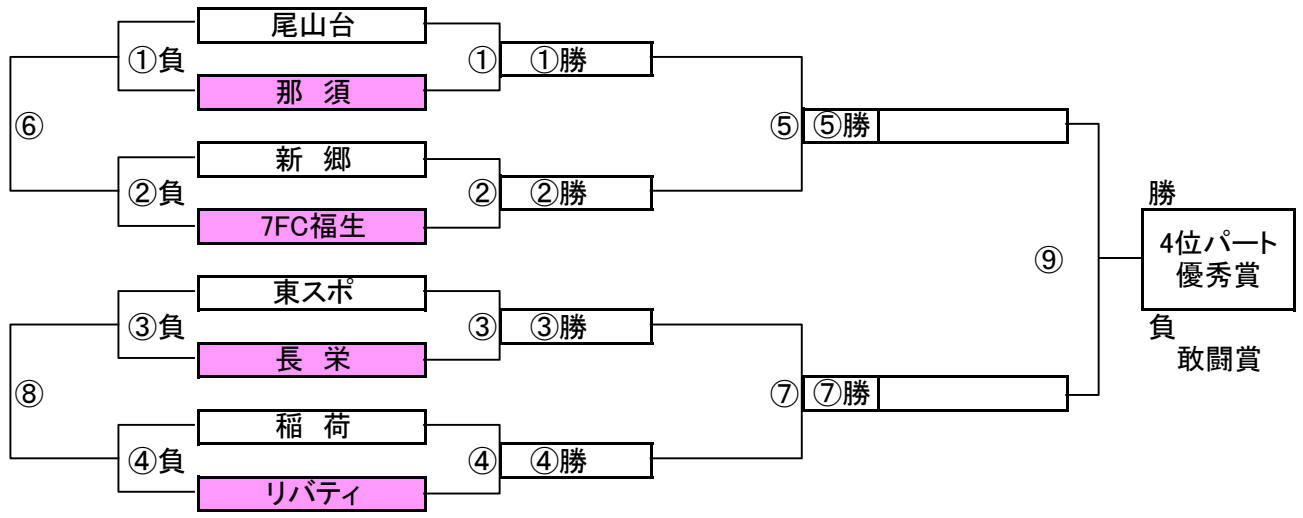 尾山台
①負
①
①勝
那 須
⑥
⑤
⑤勝
新 郷
②負
②
②勝
7FC福生
勝
4位パート
優秀賞
⑨
東スポ
③負
③
③勝
負
敢闘賞
長 栄
⑧
⑦
⑦勝
稲 荷
④負
④
④勝
リバティ